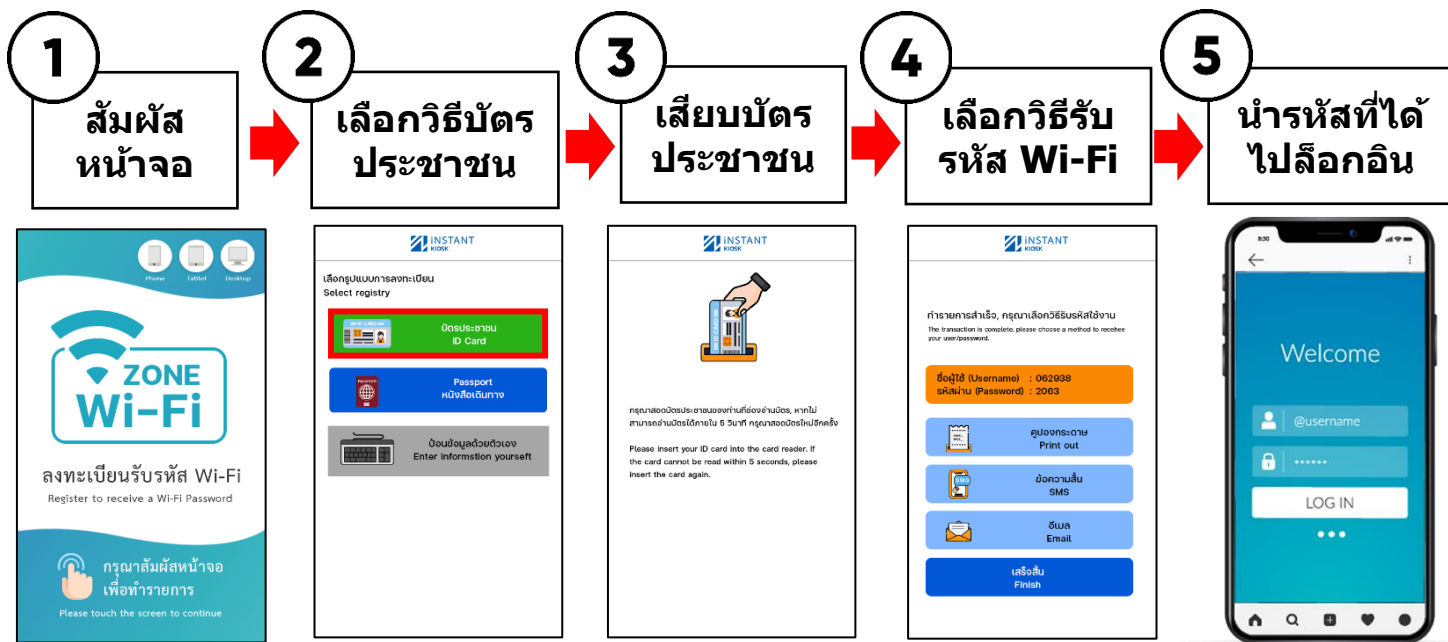 1
สัมผัส
หน้าจอ
2
เลือกวิธีบัตร
ประชาชน
3
เสียบบัตร
ประชาชน
4
เลือกวิธีรับ
รหัส Wi-Fi
5
นำรหัสที่ได้
ไปล็อกอิน
Phone Tablet Desktop
ZONE
Wi-Fi
ลงทะเบียนรับรหัส Wi-Fi
Register to receive a Wi-Fi Password
กรุณาสัมผัสหน้าจอ
เพื่อทำรายการ
Please touch the screen to continue
INSTANT
KIOSK
เลือกรูปแบบการลงทะเบียน
Select registry
บัตรประชาชน
ID Card
PASSPORT
Passport
หนังสือเดินทาง
ป้อนข้อมูลด้วยตัวเอง
Enter informstion yourseft
INSTANT
KIOSK
ID CARD
กรุณาสอดบัตรประชาชนของท่านที่ช่องอ่านบัตร, หากไม่
สามารถอ่านบัตรได้ภายใน 5 วินาที กรุณาสอดบัตรใหม่อีกครั้ง
Please insert your ID card into the card reader. If
the card cannot be read within 5 seconds, please
insert the card again.
INSTANT
KIOSK
ทำรายการสำเร็จ, กรุณาเลือกวิธีรับรหัสใช้งาน
The transaction is complete, please choose a method to receive
your user/password.
ชื่อผู้ใช้ (Username) : 062938
รหัสผ่าน (Password) : 2063
คูปองกระดาษ
Print out
SMS
ข้อความสั้น
SMS
อีเมล
Email
เสร็จสิ้น
Finish
8:30
Welcome
@username
LOG IN